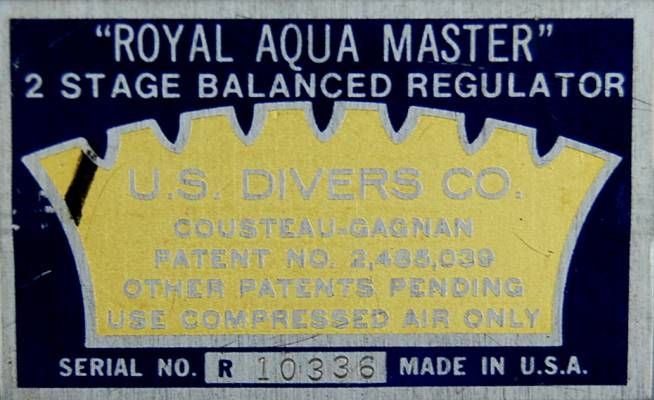 "ROYAL AQUA MASTER"
2 STAGE BALANCED REGULATOR
U.S. DIVERS CO.
COUSTEAU-GAGNAN
PATENT NO. 2,485,039
OTHER PATENTS PENDING
USE COMPRESSED AIR ONLY
SERIAL NO. R 10336 MADE IN U.S.A.